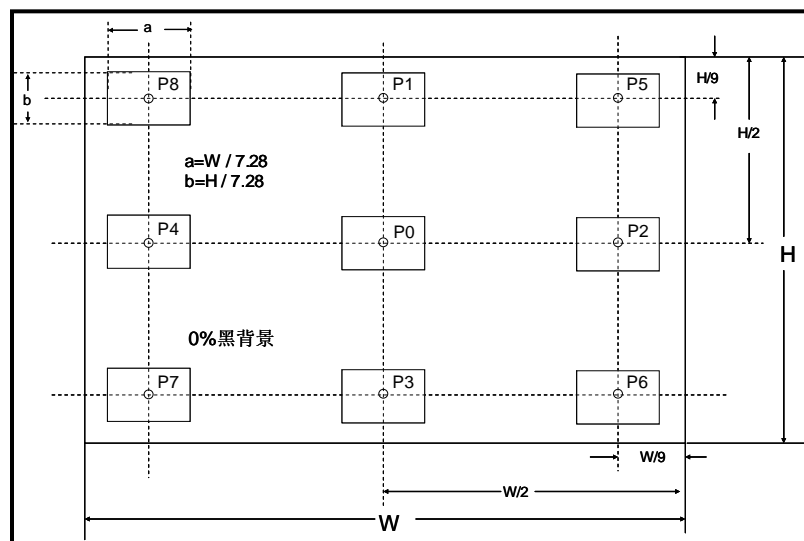 a
P8
P1
P5
H/9
b
H/2
a=W / 7.28
b=H / 7.28
P4
P0
P2
H
0%黑背景
P7
P3
P6
W/9
W/2
W